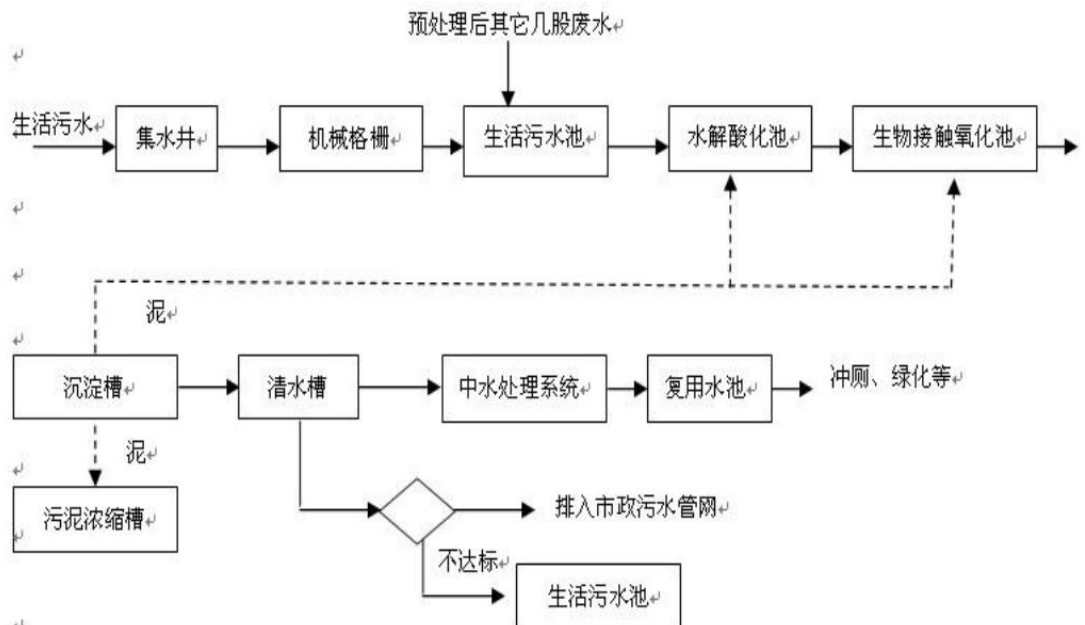 预处理后其它几股废水
生活污水
集水井
机械格栅
生活污水池
水解酸化池
生物接触氧化池
泥
沉淀槽
清水槽
中水处理系统
复用水池
冲厕、绿化等
泥
污泥浓缩槽
排入市政污水管网
不达标
生活污水池